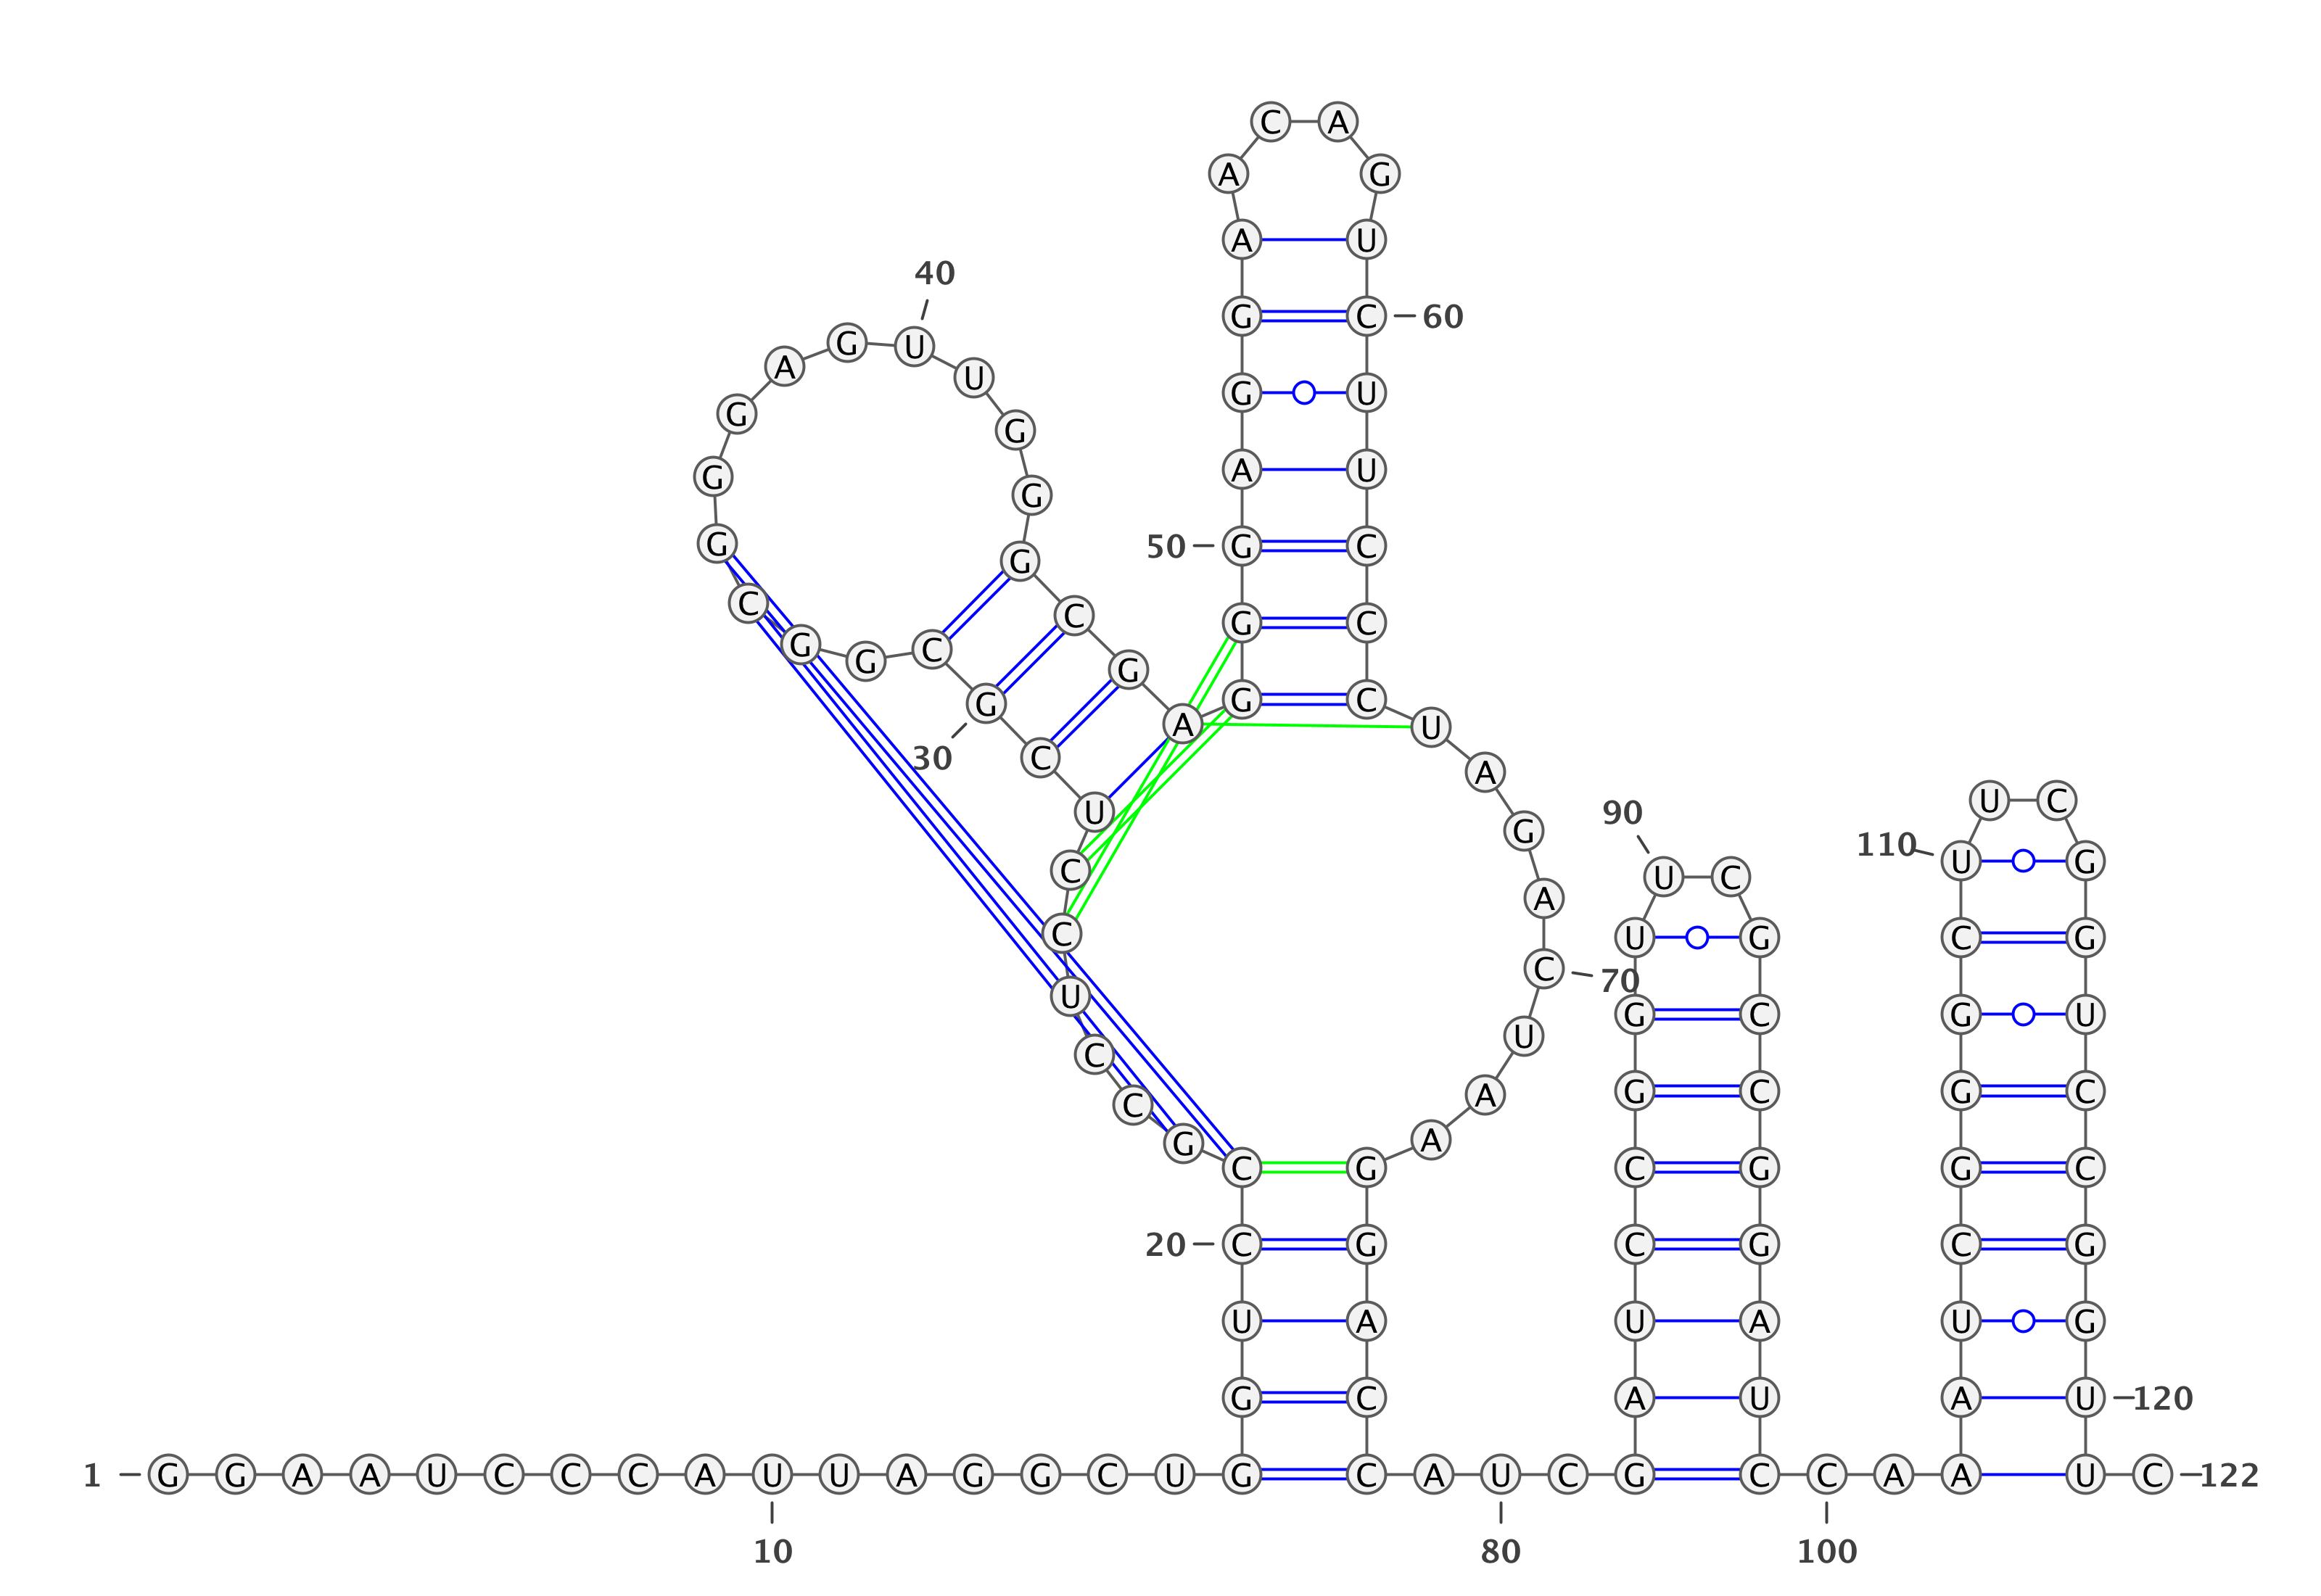 1 G G A A U C C C A U U A G G C U
10
G G U C C
20
G C C U C C
U C G C
30
G G C G G G A G U U G G
40
G C G A
G G G A G G A
50
A C A G
U C U U C C C
60
U A G A C U A A
70
G G A C C
A U C
80
G A U C C G G U
U C
90
G C C G G A U C
C A
100
A A U C G G G C U
110
U C
G G U C C G G U U
120
C 122